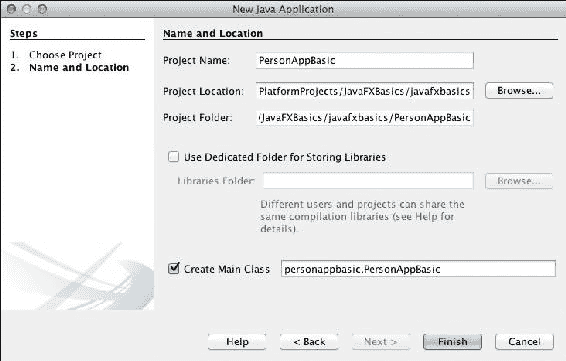 New Java Application
Steps
1. Choose Project
2. Name and Location
Name and Location
Project Name: PersonAppBasic
Project Location: PlatformProjects/JavaFXBasics/javafxbasics Browse...
Project Folder: /JavaFXBasics/javafxbasics/PersonAppBasic
Use Dedicated Folder for Storing Libraries
Libraries Folder: Browse...
Different users and projects can share the
same compilation libraries (see Help for
details).
Create Main Class personappbasic.PersonAppBasic
Help < Back Next > Finish Cancel